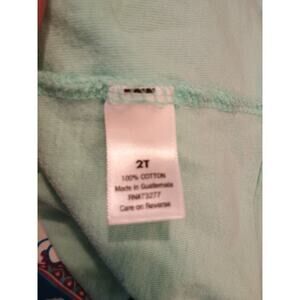 2T
100% COTTON
Made in Guatemala
RN#73277
Care on Reverse